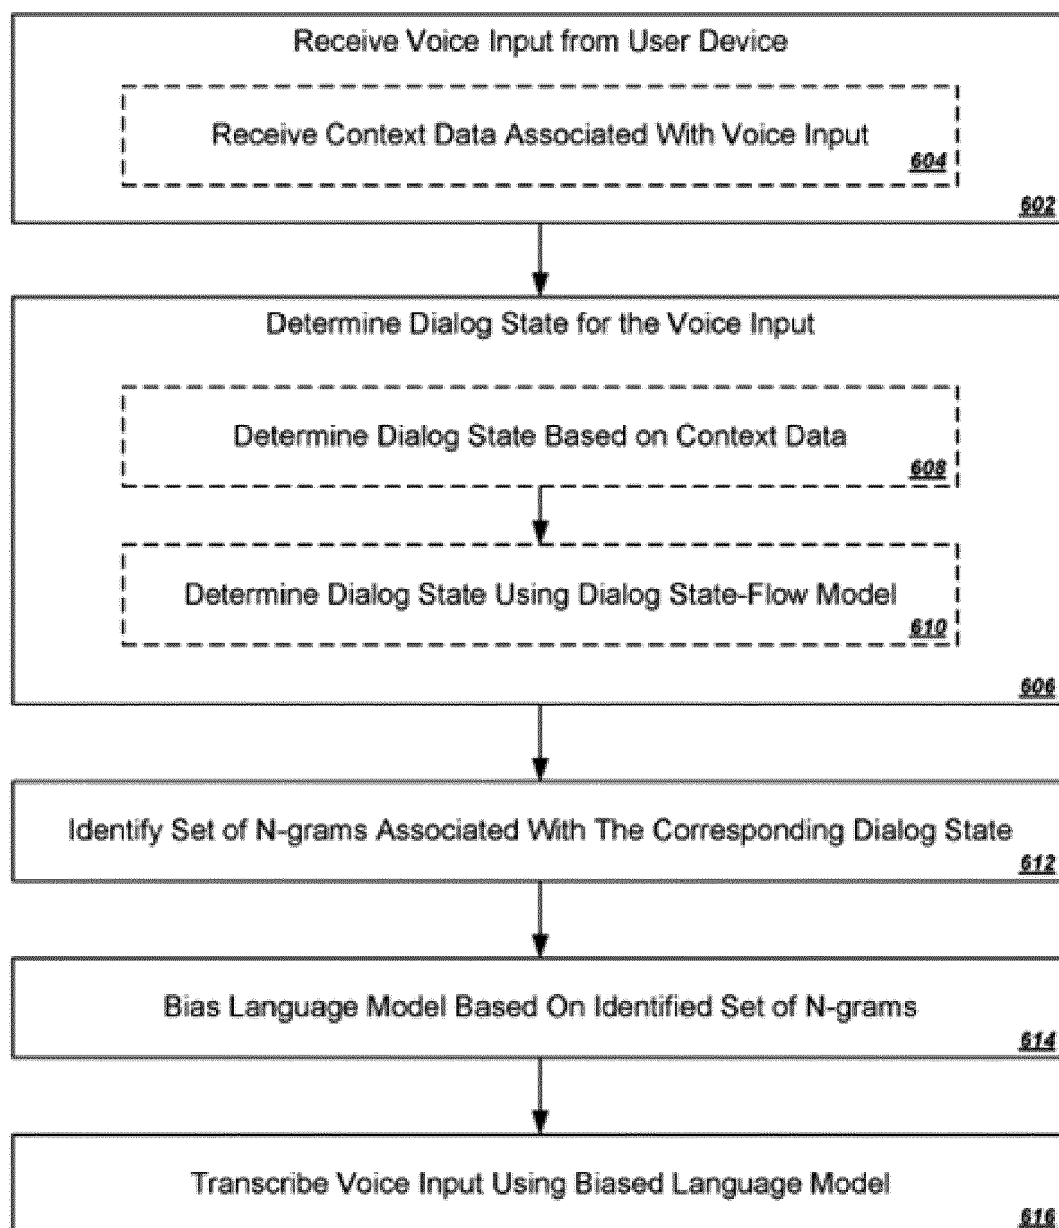 Receive Voice Input from User Device
Receive Context Data Associated With Voice Input
604
602
Determine Dialog State for the Voice Input
Determine Dialog State Based on Context Data
608
Determine Dialog State Using Dialog State-Flow Model
610
606
Identify Set of N-grams Associated With The Corresponding Dialog State
612
Bias Language Model Based On Identified Set of N-grams
614
Transcribe Voice Input Using Biased Language Model
616